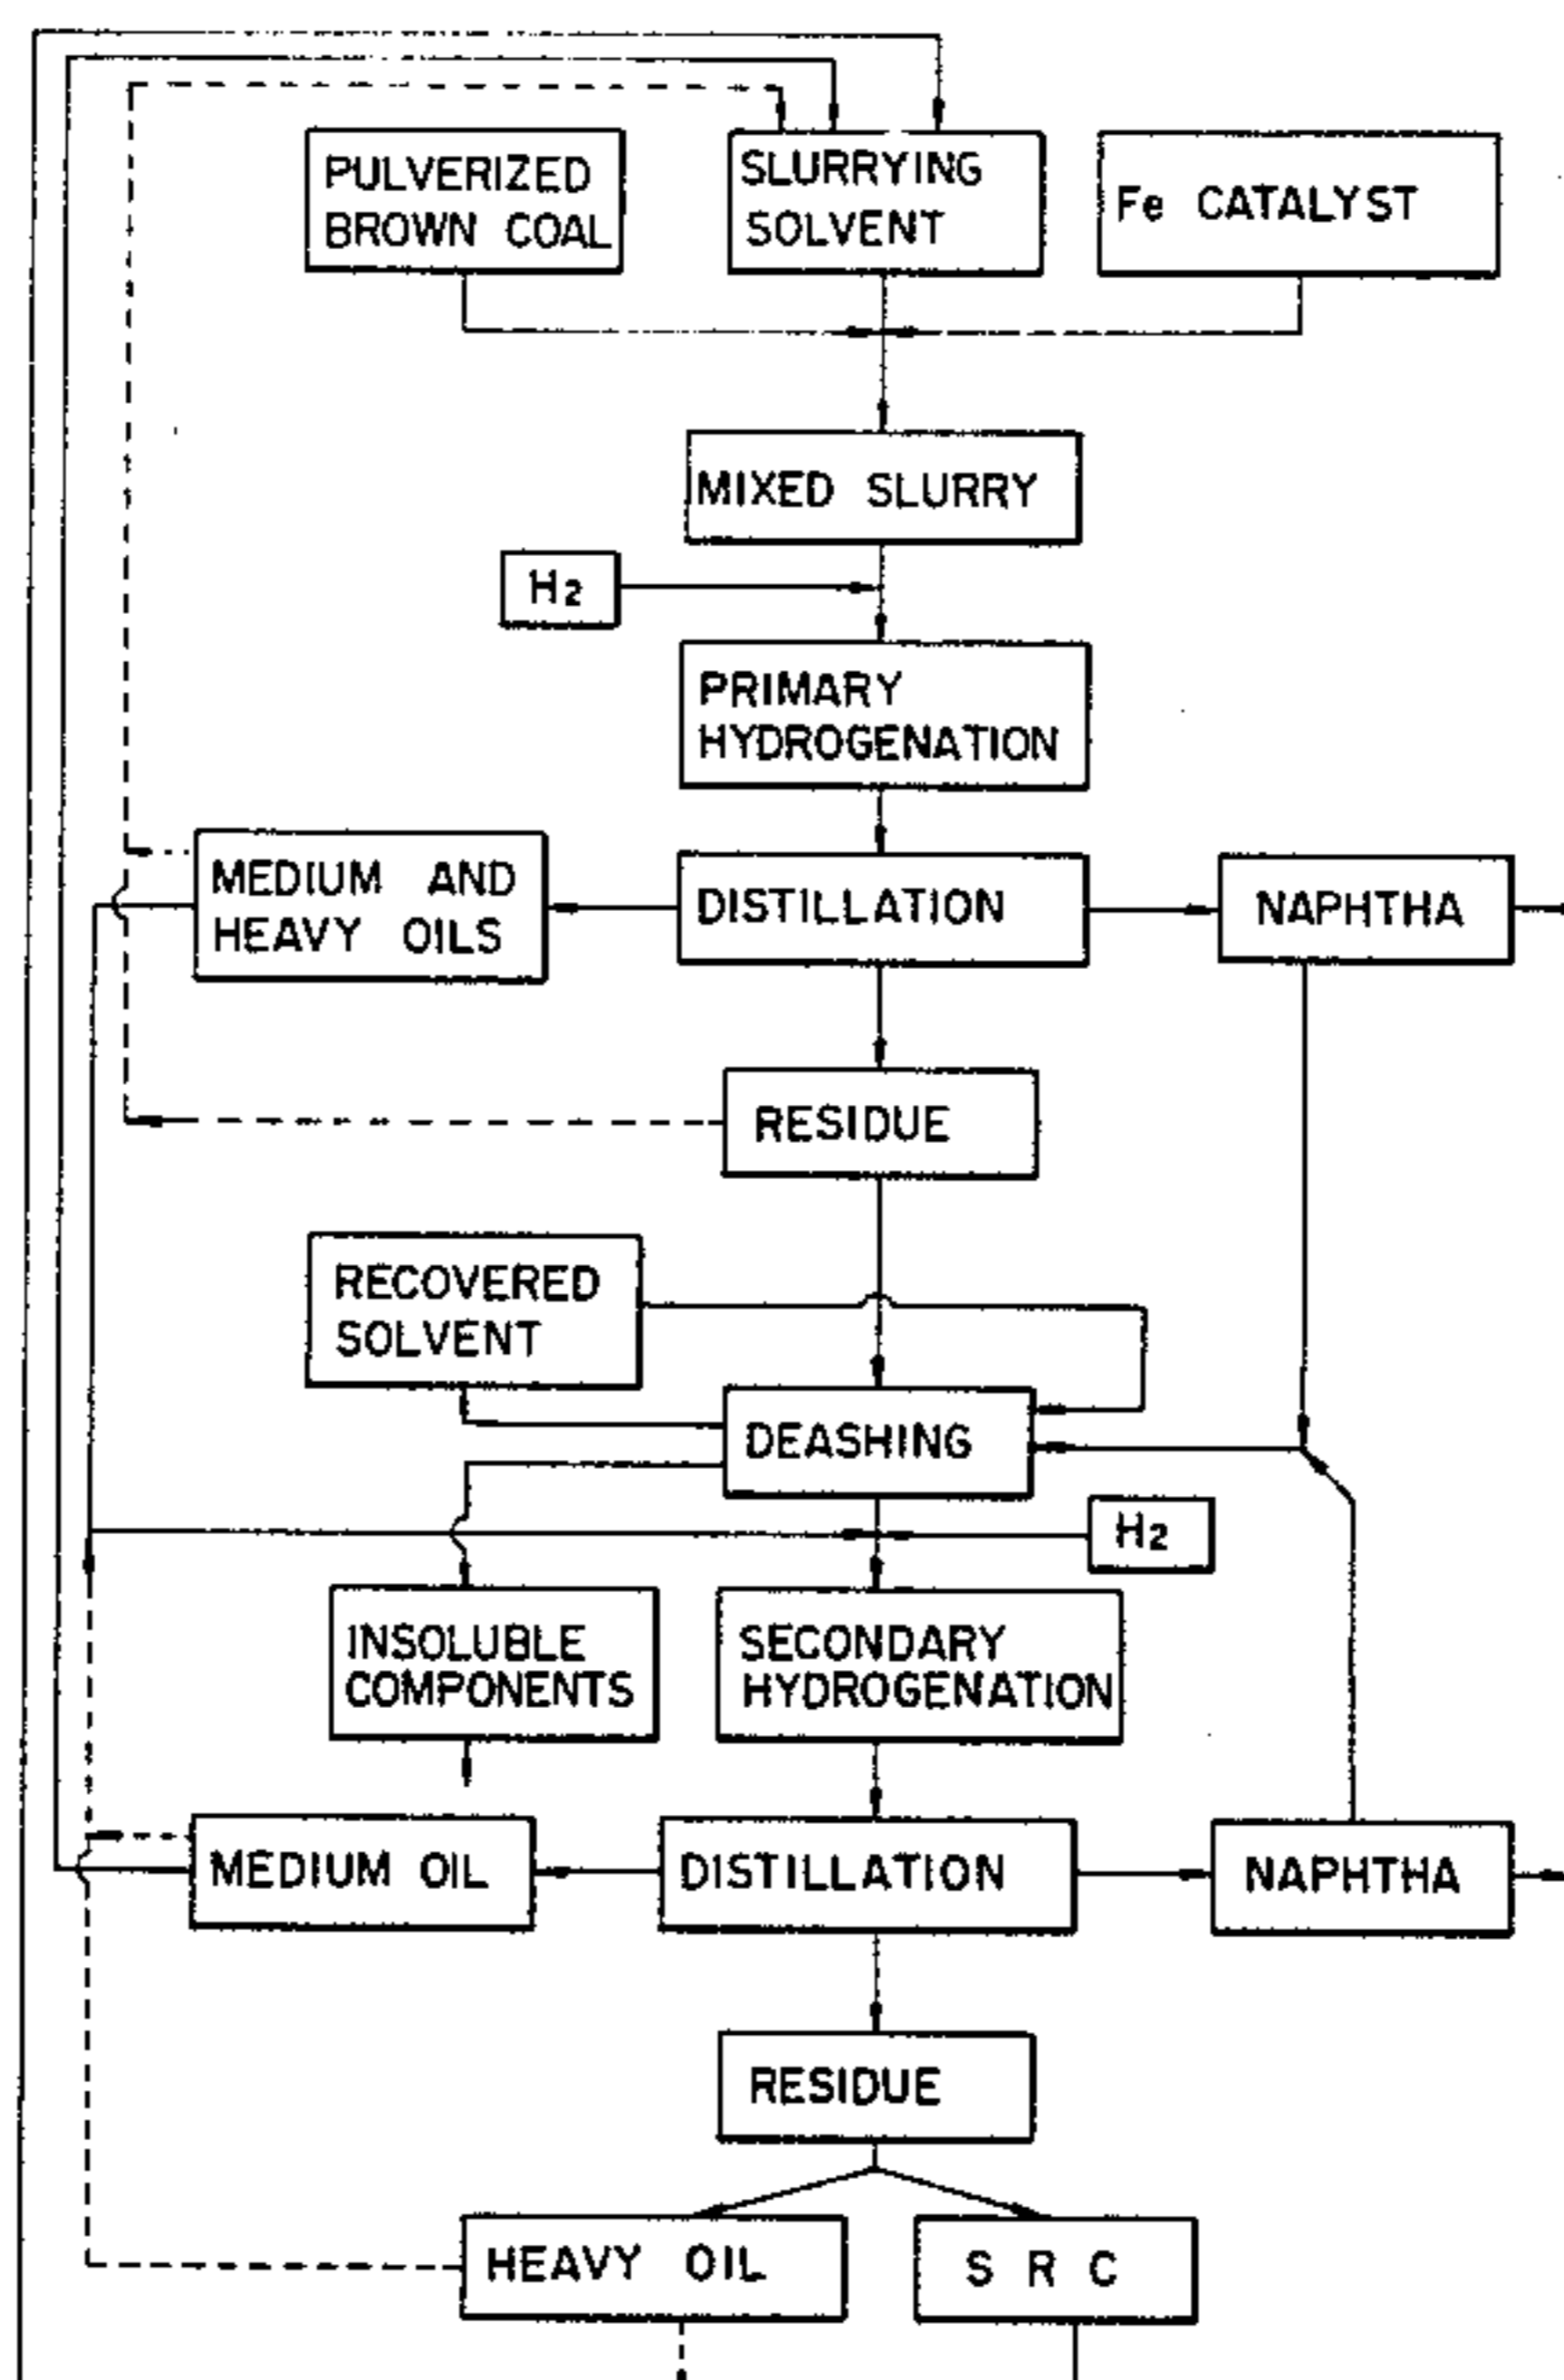 PULVERIZED
BROWN COAL
SLURRYING
SOLVENT
Fe CATALYST
MIXED SLURRY
H2
PRIMARY
HYDROGENATION
MEDIUM AND
HEAVY OILS
DISTILLATION
NAPHTHA
RESIDUE
RECOVERED
SOLVENT
DEASHING
H2
INSOLUBLE
COMPONENTS
SECONDARY
HYDROGENATION
MEDIUM OIL
DISTILLATION
NAPHTHA
RESIDUE
HEAVY OIL
S R C